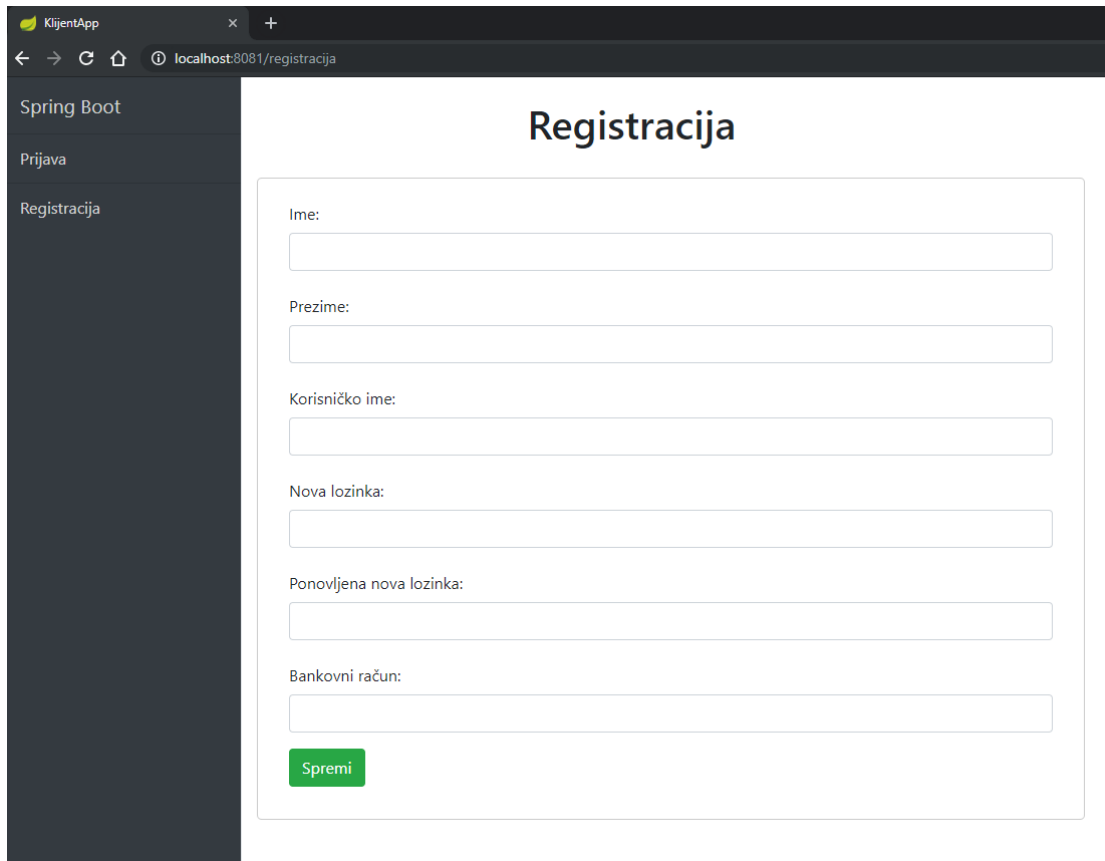 KlijentApp
localhost:8081/registracija
Spring Boot
Prijava
Registracija
Registracija
Ime:
Prezime:
Korisničko ime:
Nova lozinka:
Ponovljena nova lozinka:
Bankovni račun:
Spremi